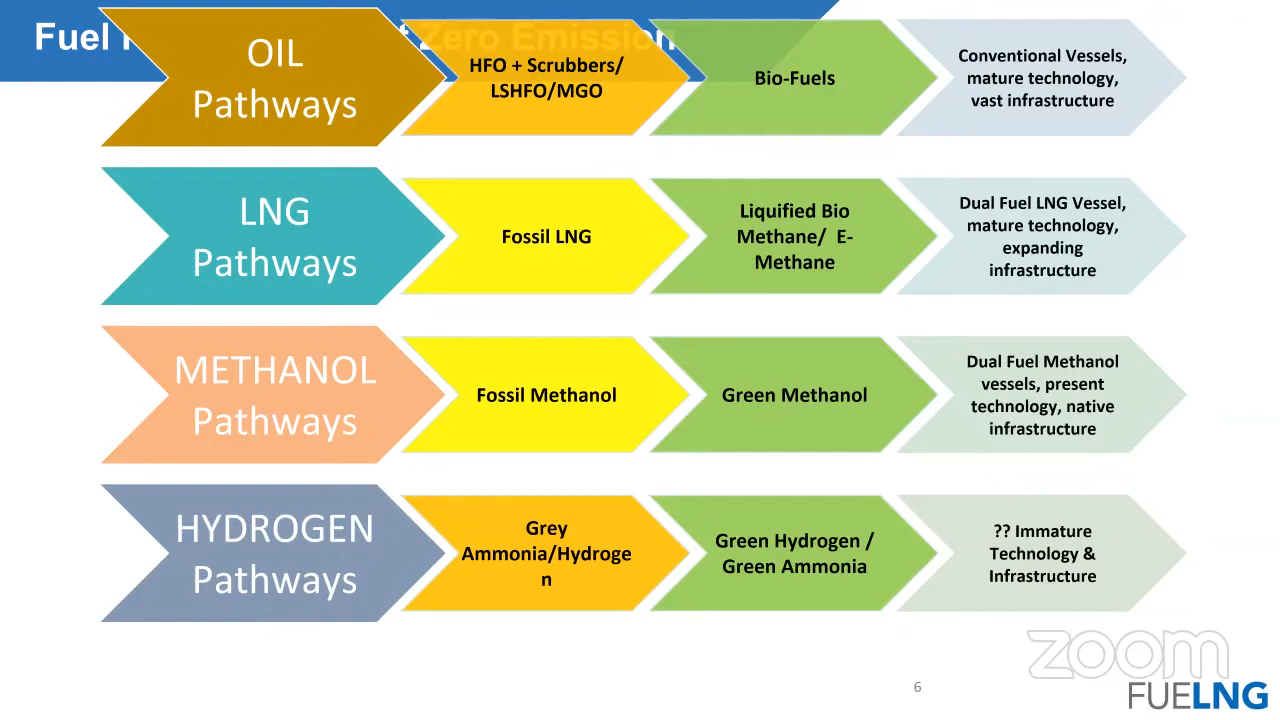 Fuel Zero Emission
OIL
Pathways
HFO + Scrubbers/
LSHFO/MGO
Bio-Fuels
Conventional Vessels,
mature technology,
vast infrastructure
LNG
Pathways
Fossil LNG
Liquified Bio
Methane/ E-
Methane
Dual Fuel LNG Vessel,
mature technology,
expanding
infrastructure
METHANOL
Pathways
Fossil Methanol
Green Methanol
Dual Fuel Methanol
vessels, present
technology, native
infrastructure
HYDROGEN
Pathways
Grey
Ammonia/Hydroge
n
Green Hydrogen /
Green Ammonia
?? Immature
Technology &
Infrastructure
zoom
6
FUELNG